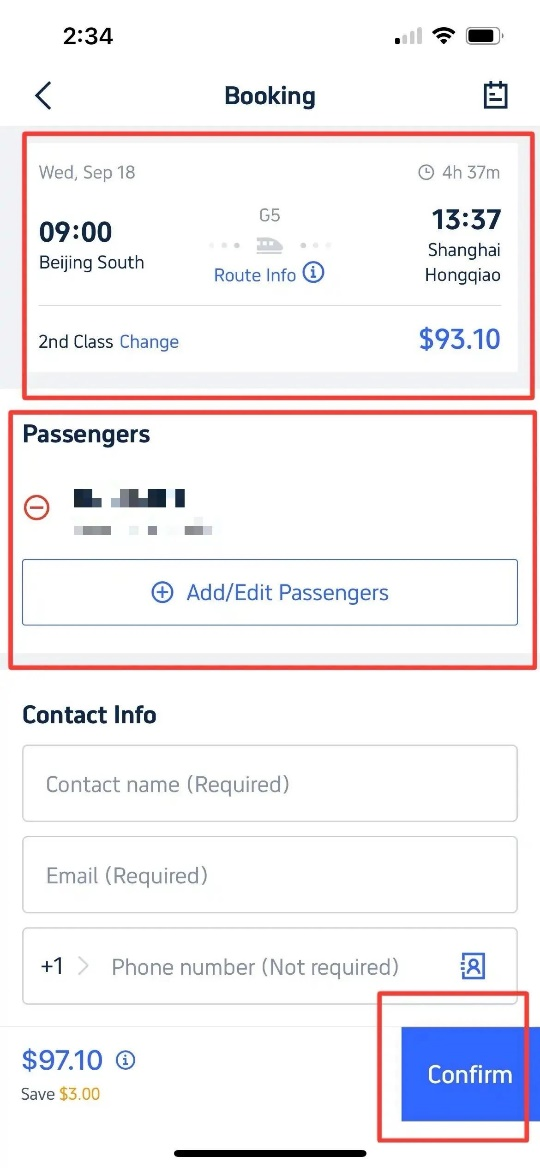 2:34
Booking
Wed, Sep 18
4h 37m
09:00
G5
13:37
Beijing South
Route Info
Shanghai
Hongqiao
2nd Class Change
$93.10
Passengers
Add/Edit Passengers
Contact Info
Contact name (Required)
Email (Required)
+1
Phone number (Not required)
$97.10
Save $3.00
Confirm